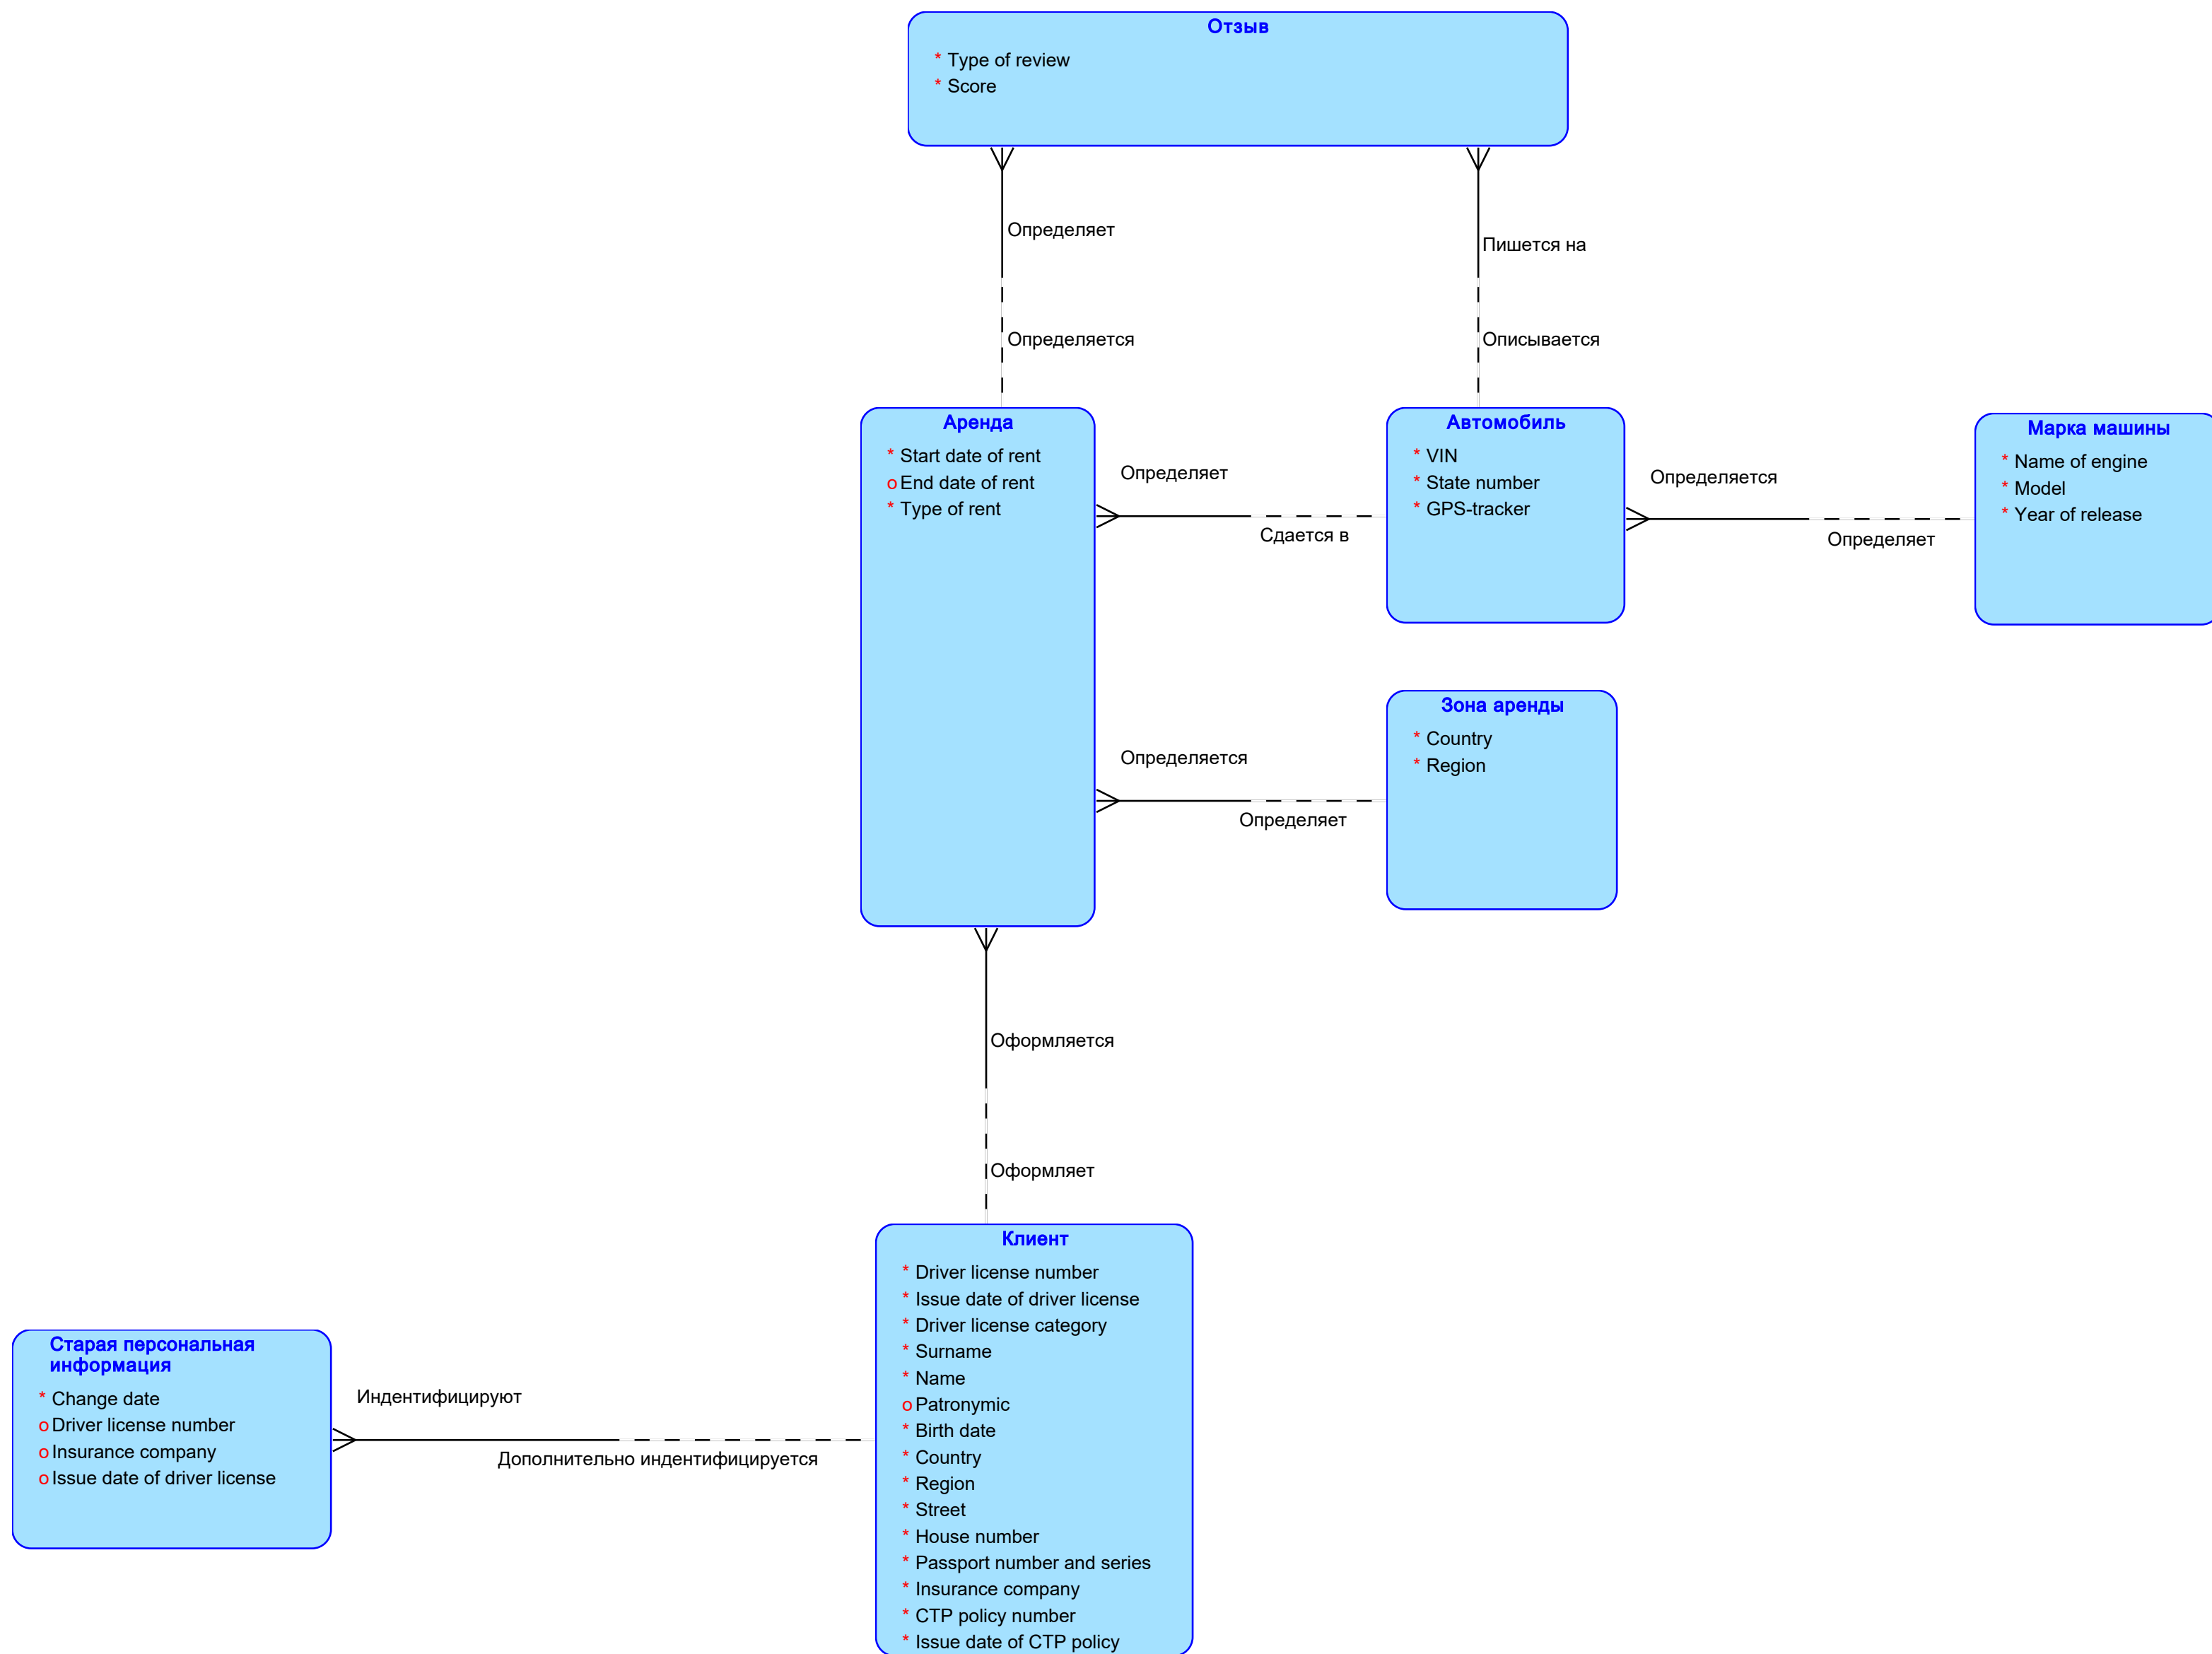 Отзыв
* Type of review
* Score
Определяет
Пишется на
Определяется
Описывается
Аренда
* Start date of rent
o End date of rent
* Type of rent
Определяет
Сдается в
Автомобиль
* VIN
* State number
* GPS-tracker
Определяется
Определяет
Марка машины
* Name of engine
* Model
* Year of release
Зона аренды
* Country
* Region
Определяется
Определяет
Оформляется
Оформляет
Клиент
* Driver license number
* Issue date of driver license
* Driver license category
* Surname
* Name
o Patronymic
* Birth date
* Country
* Region
* Street
* House number
* Passport number and series
* Insurance company
* CTP policy number
* Issue date of CTP policy
Старая персональная
информация
* Change date
o Driver license number
o Insurance company
o Issue date of driver license
Индентифицируют
Дополнительно индентифицируется